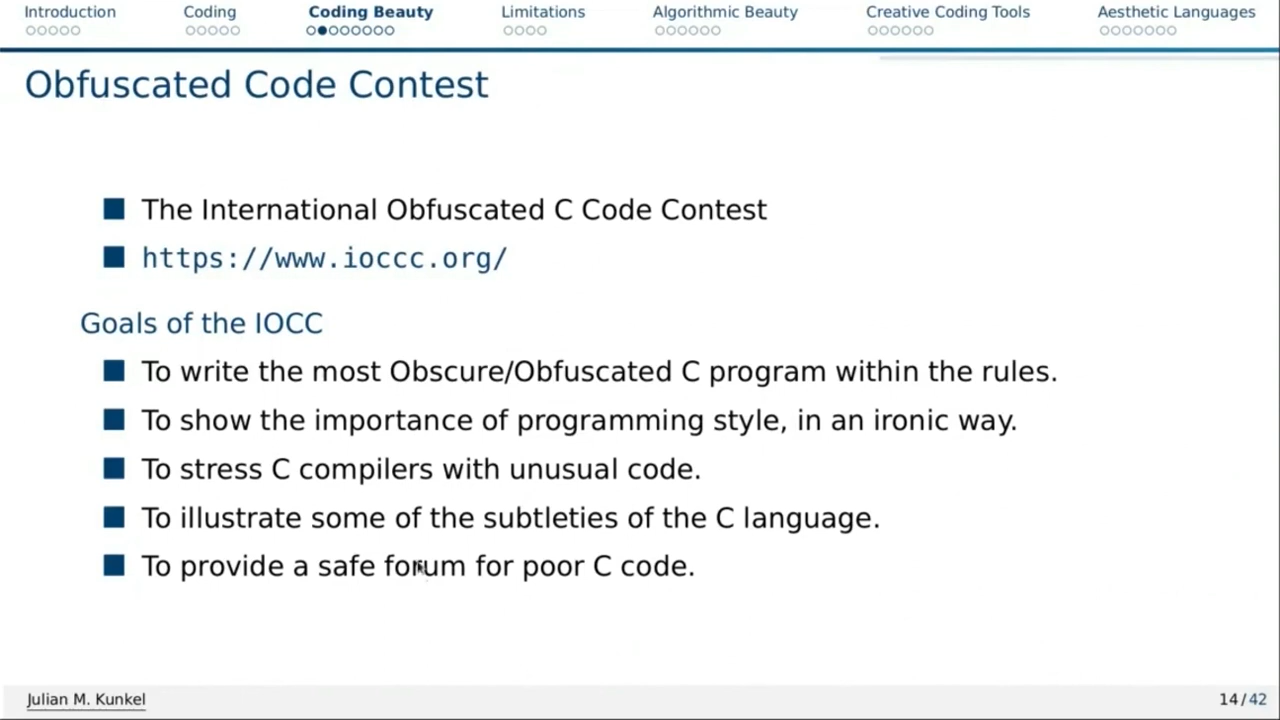 Introduction Coding Coding Beauty Limitations Algorithmic Beauty Creative Coding Tools Aesthetic Languages
Obfuscated Code Contest
The International Obfuscated C Code Contest
https://www.ioccc.org/
Goals of the IOCC
To write the most Obscure/Obfuscated C program within the rules.
To show the importance of programming style, in an ironic way.
To stress C compilers with unusual code.
To illustrate some of the subtleties of the C language.
To provide a safe forum for poor C code.
Julian M. Kunkel 14/42